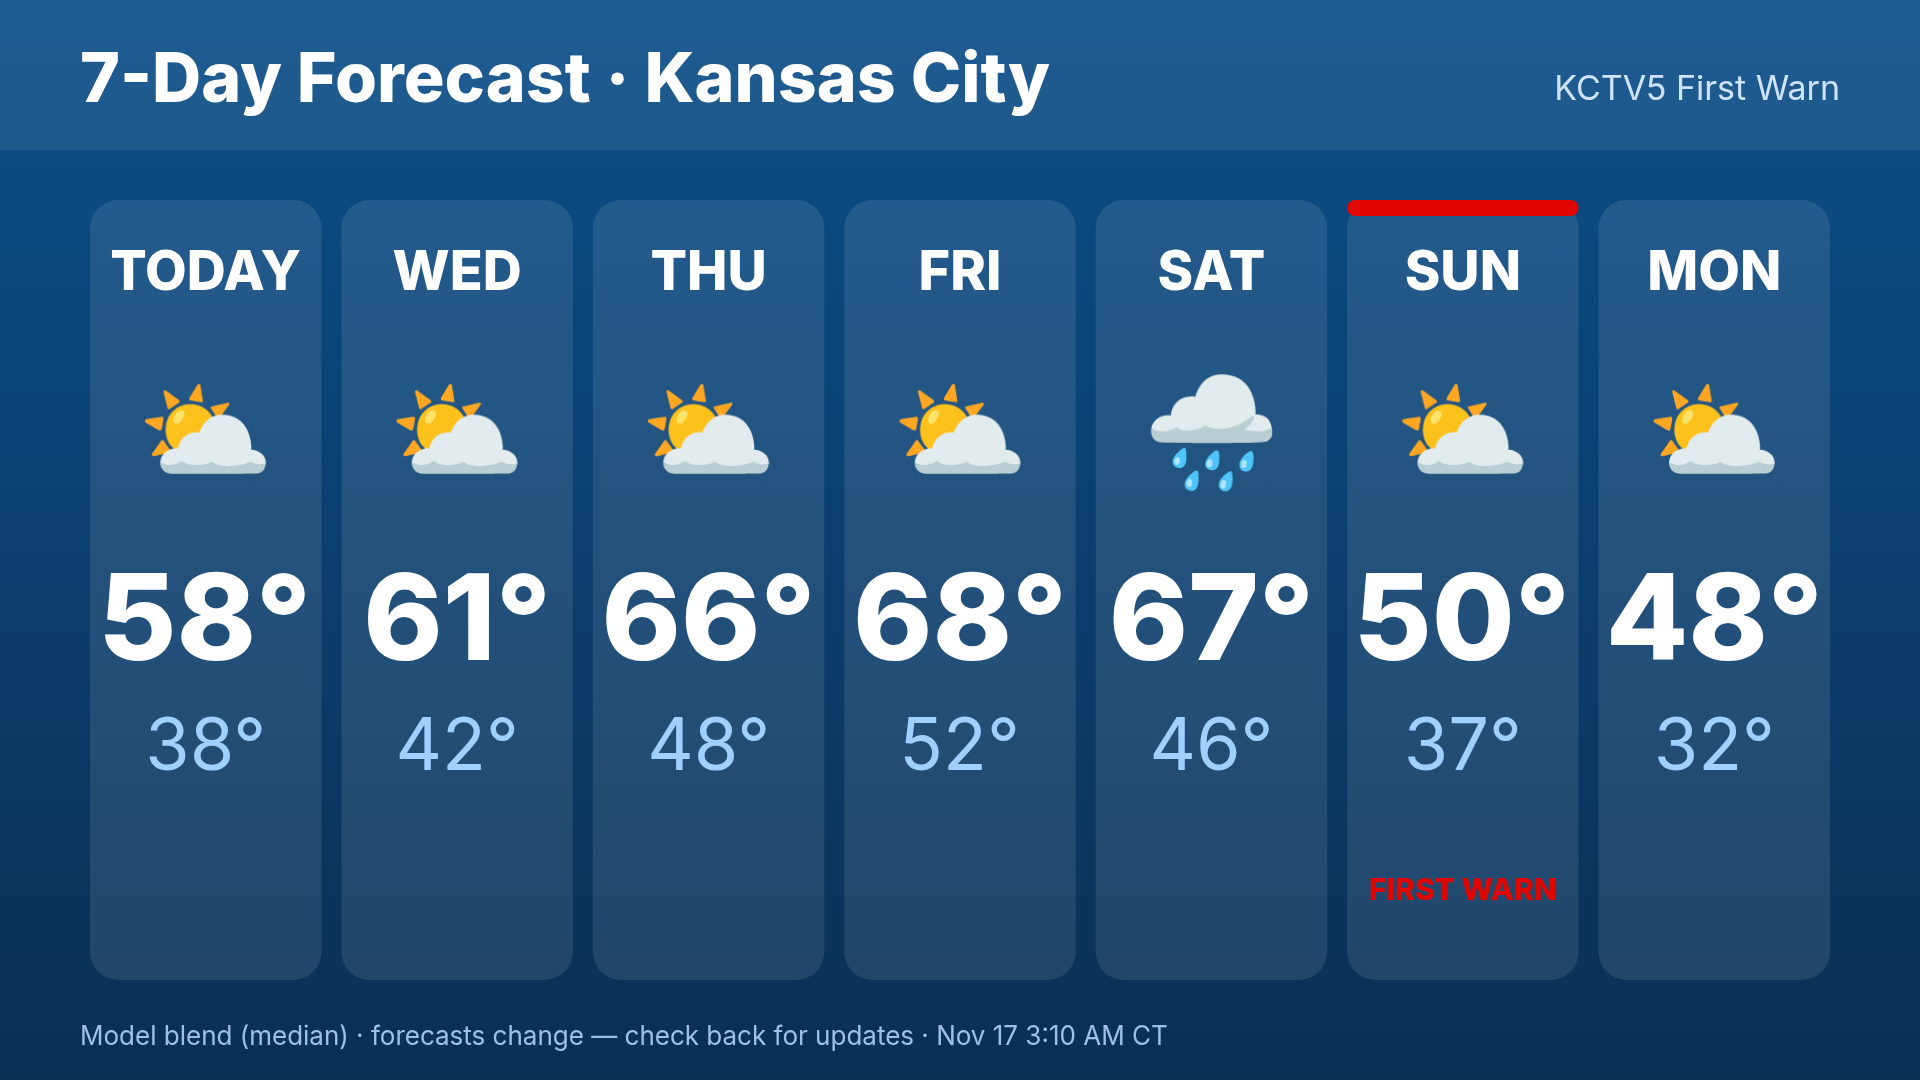 7-Day Forecast · Kansas City
KCTV5 First Warn
TODAY
58°
38°
WED
61°
42°
THU
66°
48°
FRI
68°
52°
SAT
67°
46°
SUN
50°
37°
FIRST WARN
MON
48°
32°
Model blend (median) · forecasts change — check back for updates · Nov 17 3:10 AM CT